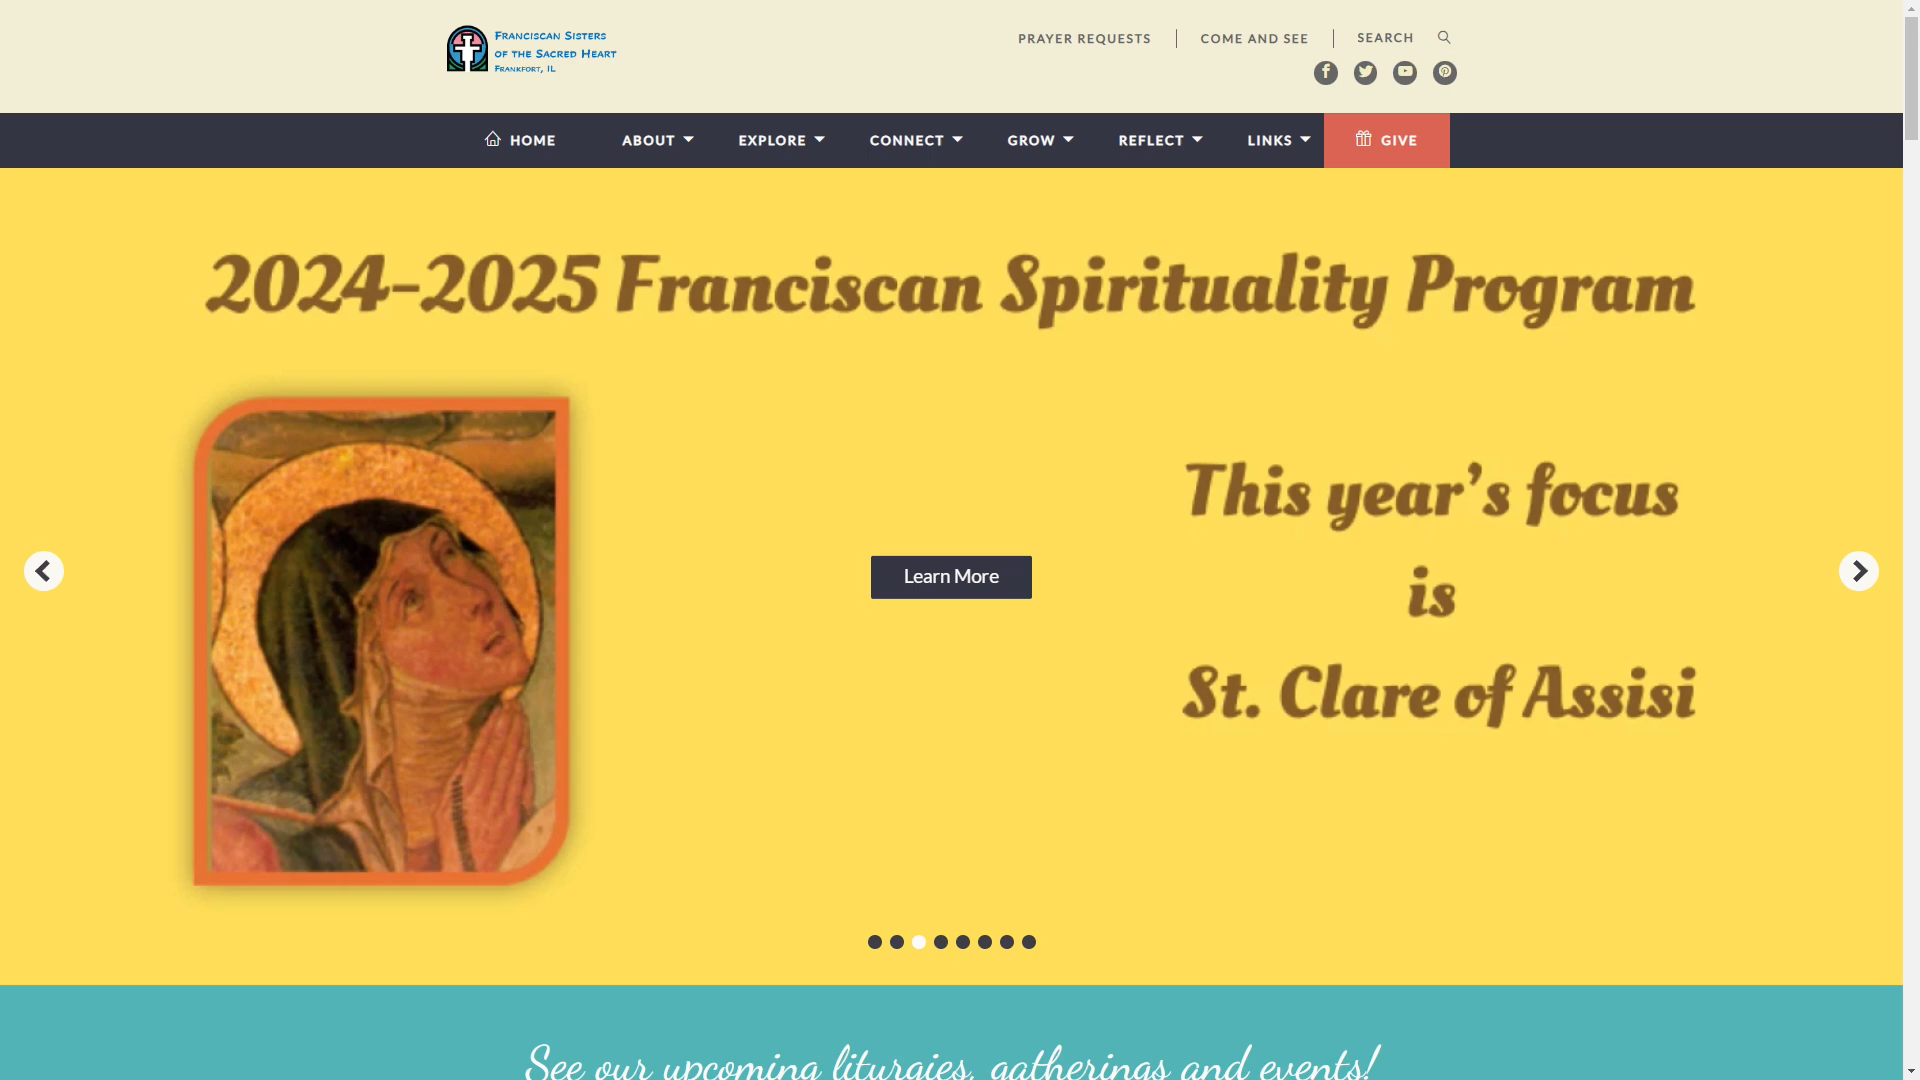 Franciscan Sisters
of the Sacred Heart
Frankfort, IL
PRAYER REQUESTS
COME AND SEE
SEARCH
HOME
ABOUT
EXPLORE
CONNECT
GROW
REFLECT
LINKS
GIVE
2024-2025 Franciscan Spirituality Program
This year's focus
is
St. Clare of Assisi
Learn More
See our upcoming liturgies, gatherings and events!